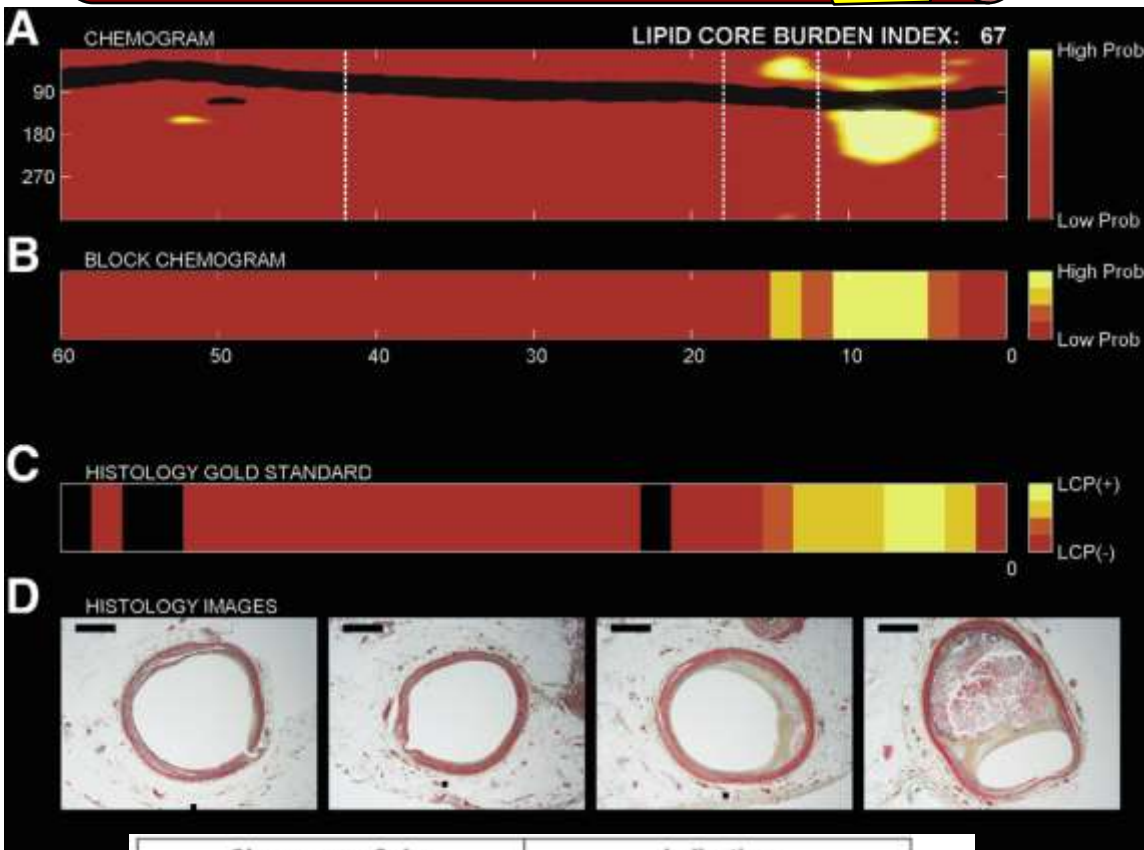 A
CHEMOGRAM
LIPID CORE BURDEN INDEX: 67
High Prob
90
180
270
Low Prob
B
BLOCK CHEMOGRAM
High Prob
Low Prob
60 50 40 30 20 10 0
C
HISTOLOGY GOLD STANDARD
LCP(+)
LCP(-)
0
D
HISTOLOGY IMAGES